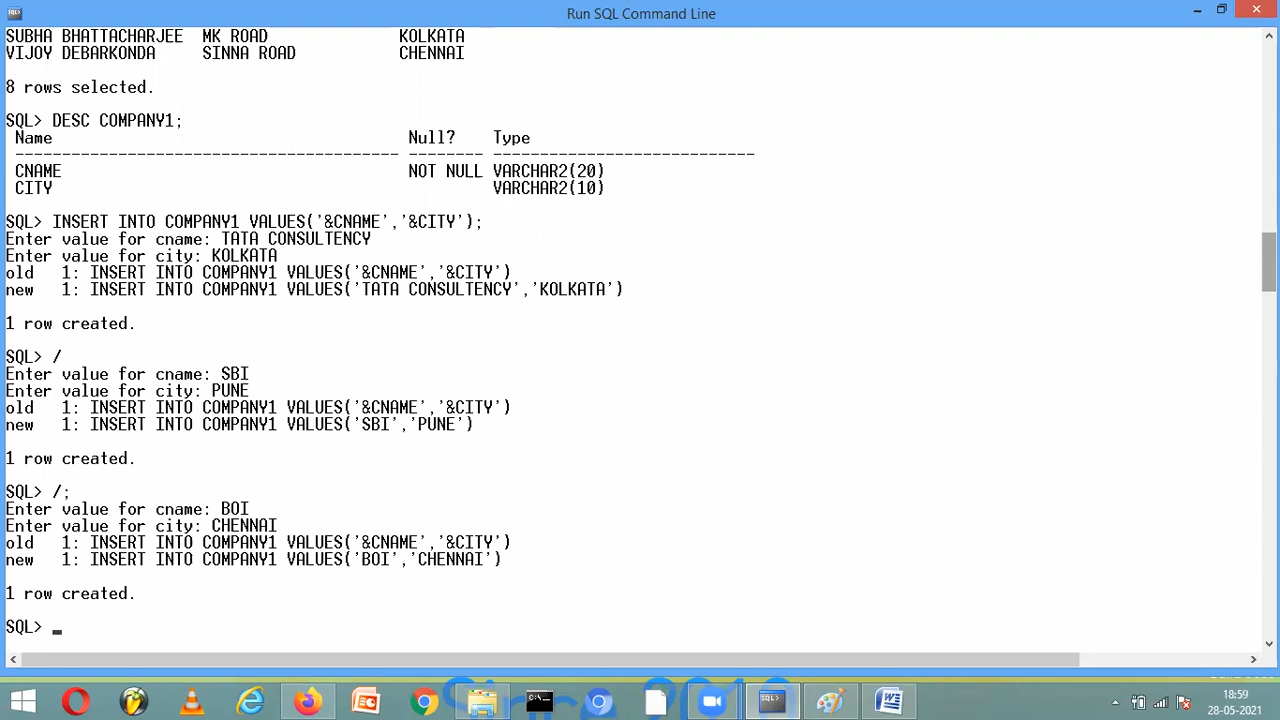 Run SQL Command Line
SUBHA BHATTACHARJEE  MK ROAD              KOLKATA
VIJOY DEBARKONDA     SINNA ROAD           CHENNAI
8 rows selected.
SQL> DESC COMPANY1;
 Name                                      Null?    Type
 ----------------------------------------- -------- ----------------------------
 CNAME                                     NOT NULL VARCHAR2(20)
 CITY                                               VARCHAR2(10)
SQL> INSERT INTO COMPANY1 VALUES('&CNAME','&CITY');
Enter value for cname: TATA CONSULTENCY
Enter value for city: KOLKATA
old   1: INSERT INTO COMPANY1 VALUES('&CNAME','&CITY')
new   1: INSERT INTO COMPANY1 VALUES('TATA CONSULTENCY','KOLKATA')
1 row created.
SQL> /
Enter value for cname: SBI
Enter value for city: PUNE
old   1: INSERT INTO COMPANY1 VALUES('&CNAME','&CITY')
new   1: INSERT INTO COMPANY1 VALUES('SBI','PUNE')
1 row created.
SQL> /;
Enter value for cname: BOI
Enter value for city: CHENNAI
old   1: INSERT INTO COMPANY1 VALUES('&CNAME','&CITY')
new   1: INSERT INTO COMPANY1 VALUES('BOI','CHENNAI')
1 row created.
SQL> _
18:59
28-05-2021